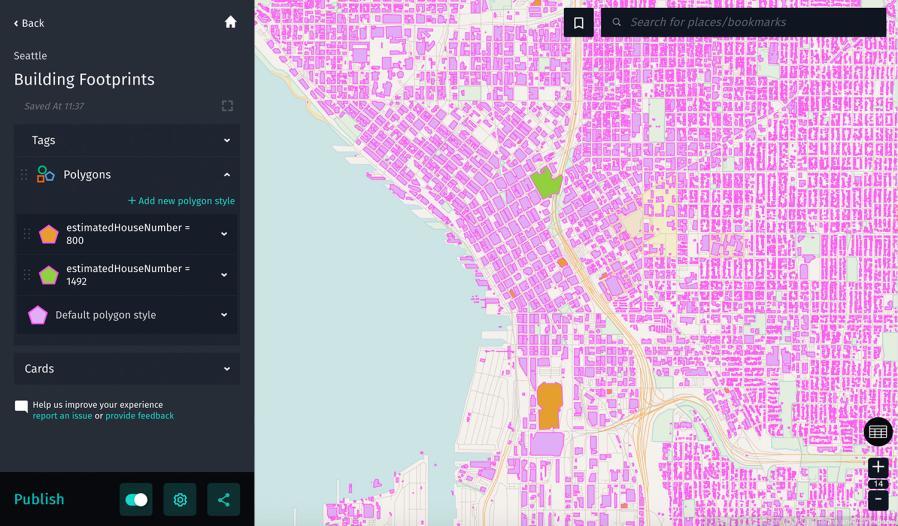 Back
Seattle
Building Footprints
Saved At 11:37
Tags
Polygons
+ Add new polygon style
estimatedHouseNumber =
800
estimatedHouseNumber =
1492
Default polygon style
Cards
Help us improve your experience
report an issue or provide feedback
Publish
Search for places/bookmarks
+
14
-